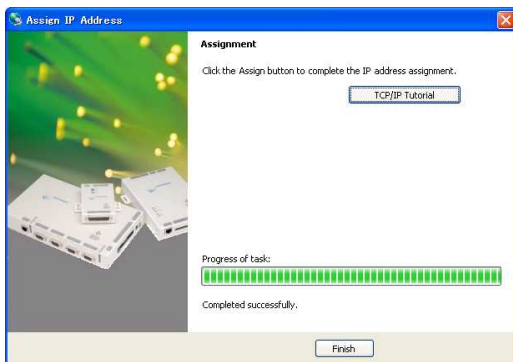 Assign IP Address
Assignment
Click the Assign button to complete the IP address assignment.
TCP/IP Tutorial
Progress of task:
Completed successfully.
Finish